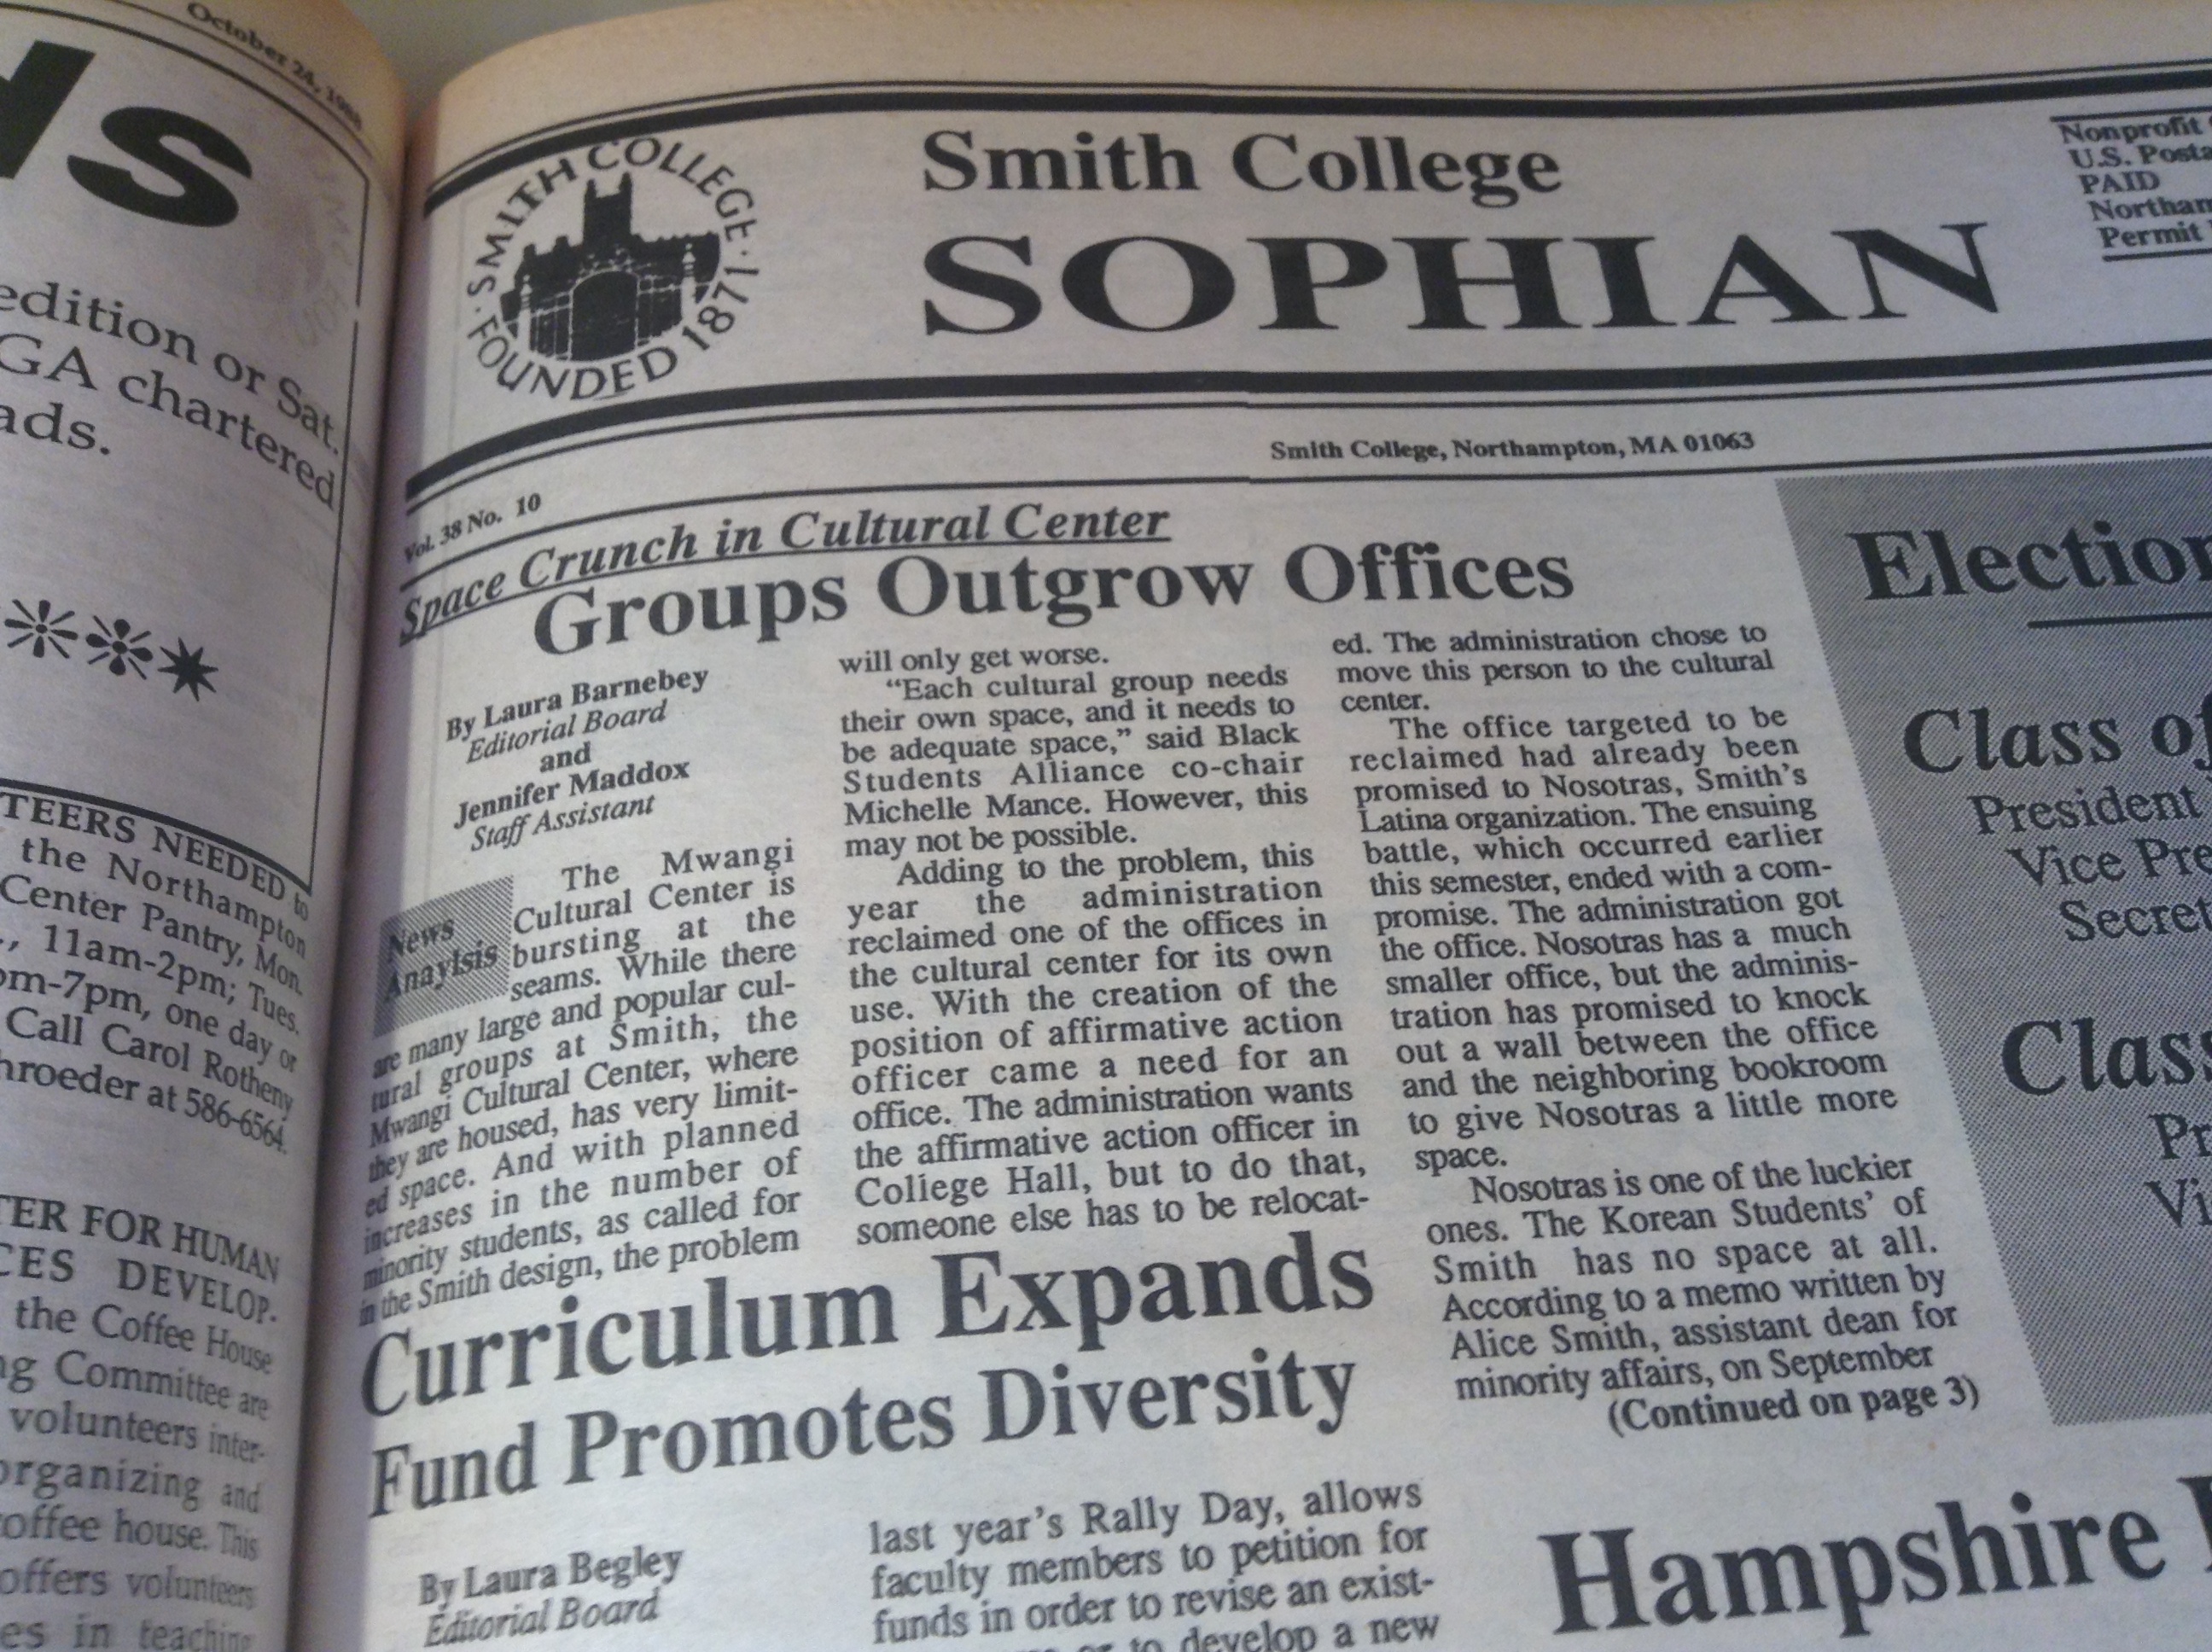 October 24, 19
S
edition or Sat.
GA chartered
ads.
TEERS NEEDED to
the Northampton
Center Pantry, Mon.
., 11am-2pm; Tues.
pm-7pm, one day or
Call Carol Rotheny
hroeder at 586-6564.
TER FOR HUMAN
CES DEVELOP-
the Coffee House
ng Committee are
volunteers inter-
organizing and
coffee house. This
offers volunteers
es in teaching
SMITH COLLEGE
FOUNDED 1871
Smith College
SOPHIAN
Nonprofit
U.S. Posta
PAID
Northam
Permit
Smith College, Northampton, MA 01063
Vol. 38 No. 10
Space Crunch in Cultural Center
Groups Outgrow Offices
By Laura Barnebey
Editorial Board
and
Jennifer Maddox
Staff Assistant
News
Anaylsis
The Mwangi
Cultural Center is
bursting at the
seams. While there
are many large and popular cul-
tural groups at Smith, the
Mwangi Cultural Center, where
they are housed, has very limit-
ed space. And with planned
increases in the number of
minority students, as called for
in the Smith design, the problem
will only get worse.
“Each cultural group needs
their own space, and it needs to
be adequate space,” said Black
Students Alliance co-chair
Michelle Mance. However, this
may not be possible.
Adding to the problem, this
year the administration
reclaimed one of the offices in
the cultural center for its own
use. With the creation of the
position of affirmative action
officer came a need for an
office. The administration wants
the affirmative action officer in
College Hall, but to do that,
someone else has to be relocat-
ed. The administration chose to
move this person to the cultural
center.
The office targeted to be
reclaimed had already been
promised to Nosotras, Smith's
Latina organization. The ensuing
battle, which occurred earlier
this semester, ended with a com-
promise. The administration got
the office. Nosotras has a much
smaller office, but the adminis-
tration has promised to knock
out a wall between the office
and the neighboring bookroom
to give Nosotras a little more
space.
Nosotras is one of the luckier
ones. The Korean Students' of
Smith has no space at all.
According to a memo written by
Alice Smith, assistant dean for
minority affairs, on September
(Continued on page 3)
Election
Class of
President
Vice Pre
Secret
Class
Pr
Vi
Curriculum Expands
Fund Promotes Diversity
By Laura Begley
Editorial Board
last year's Rally Day, allows
faculty members to petition for
funds in order to revise an exist-
or to develop a new
Hampshire